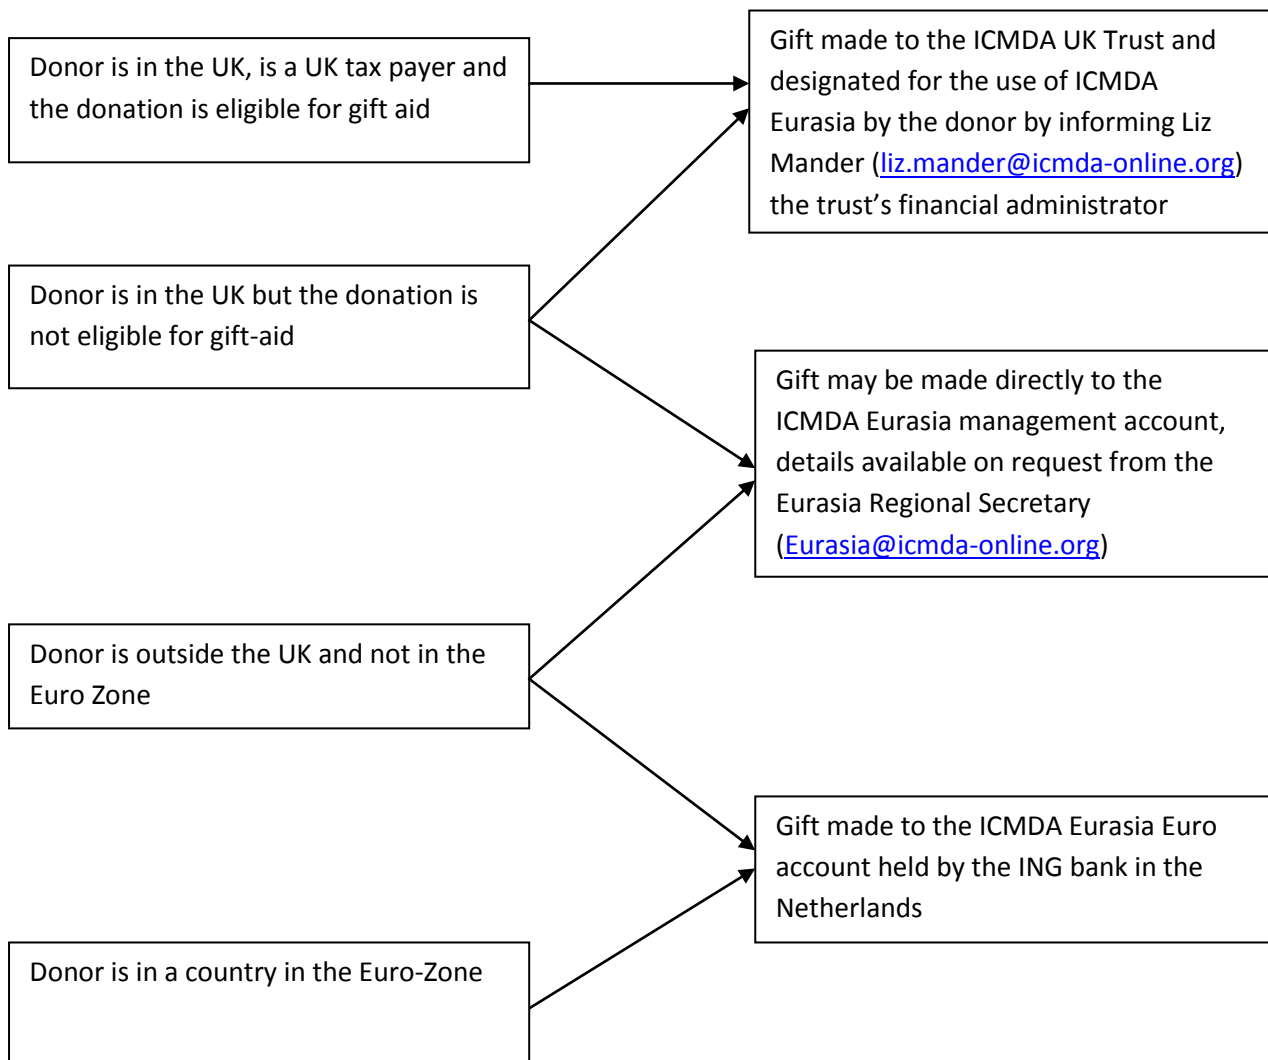 Donor is in the UK, is a UK tax payer and
the donation is eligible for gift aid
Gift made to the ICMDA UK Trust and
designated for the use of ICMDA
Eurasia by the donor by informing Liz
Mander (liz.mander@icmda-online.org)
the trust’s financial administrator
Donor is in the UK but the donation is
not eligible for gift-aid
Gift may be made directly to the
ICMDA Eurasia management account,
details available on request from the
Eurasia Regional Secretary
(Eurasia@icmda-online.org)
Donor is outside the UK and not in the
Euro Zone
Gift made to the ICMDA Eurasia Euro
account held by the ING bank in the
Netherlands
Donor is in a country in the Euro-Zone